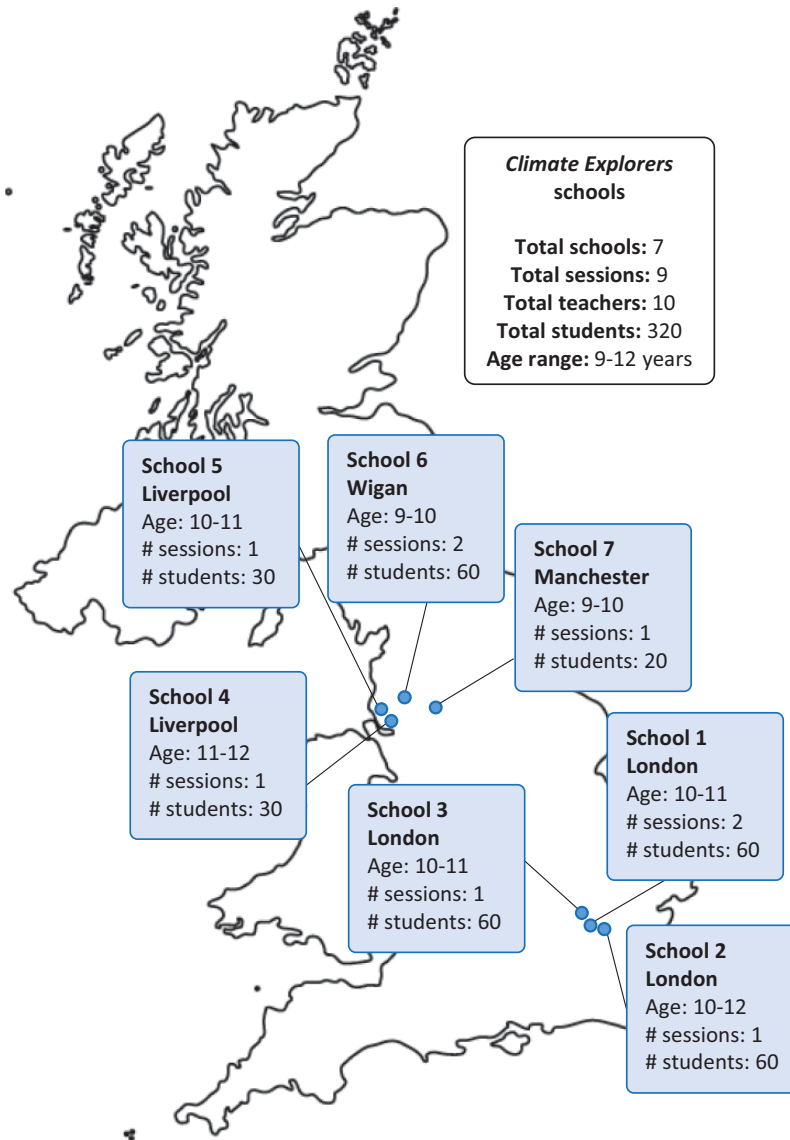 Climate Explorers
schools
Total schools: 7
Total sessions: 9
Total teachers: 10
Total students: 320
Age range: 9-12 years
School 5
Liverpool
Age: 10-11
# sessions: 1
# students: 30
School 6
Wigan
Age: 9-10
# sessions: 2
# students: 60
School 7
Manchester
Age: 9-10
# sessions: 1
# students: 20
School 4
Liverpool
Age: 11-12
# sessions: 1
# students: 30
School 1
London
Age: 10-11
# sessions: 2
# students: 60
School 3
London
Age: 10-11
# sessions: 1
# students: 60
School 2
London
Age: 10-12
# sessions: 1
# students: 60